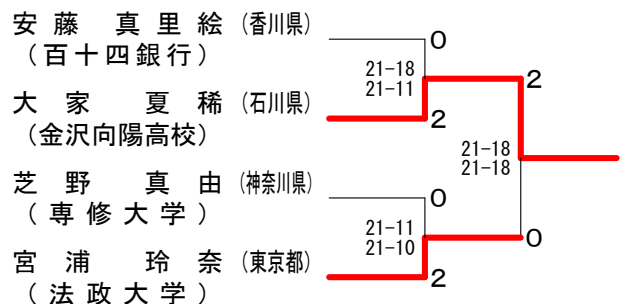 安藤 真里絵 (香川県)
(百十四銀行)
0
21-18
21-11
2
大家 夏稀 (石川県)
2
(金沢向陽高校)
21-18
21-18
芝野 真由 (神奈川県)
0
(専修大学)
21-11
21-10
0
宮浦 玲奈 (東京都)
2
(法政大学)